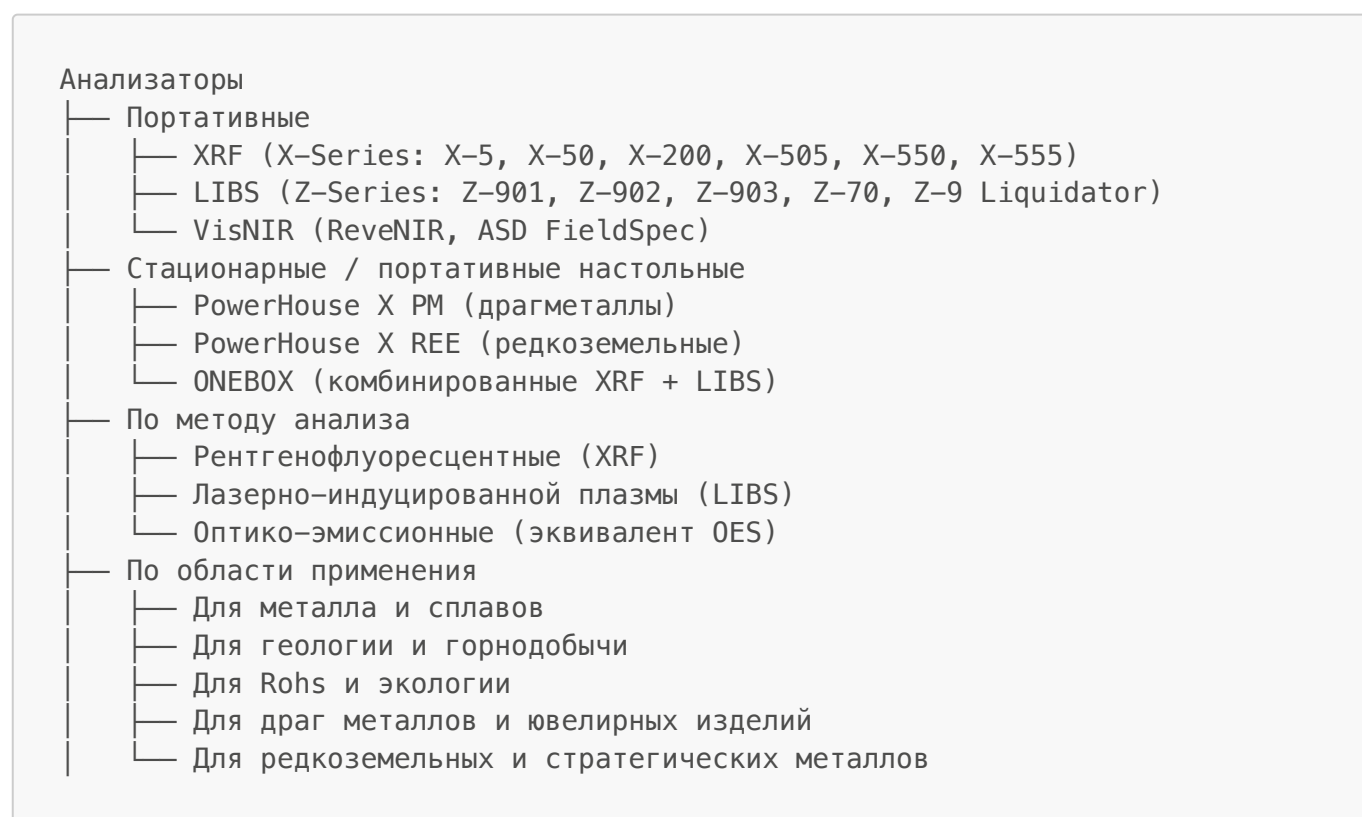 Анализаторы
├── Портативные
│   ├── XRF (X–Series: X–5, X–50, X–200, X–505, X–550, X–555)
│   ├── LIBS (Z–Series: Z–901, Z–902, Z–903, Z–70, Z–9 Liquidator)
│   └── VisNIR (ReveNIR, ASD FieldSpec)
├── Стационарные / портативные настольные
│   ├── PowerHouse X PM (драгметаллы)
│   ├── PowerHouse X REE (редкоземельные)
│   └── ONEBOX (комбинированные XRF + LIBS)
├── По методу анализа
│   ├── Рентгенофлуоресцентные (XRF)
│   ├── Лазерно–индуцированной плазмы (LIBS)
│   └── Оптико–эмиссионные (эквивалент OES)
├── По области применения
│   ├── Для металла и сплавов
│   ├── Для геологии и горнодобычи
│   ├── Для Rohs и экологии
│   ├── Для драг металлов и ювелирных изделий
│   └── Для редкоземельных и стратегических металлов